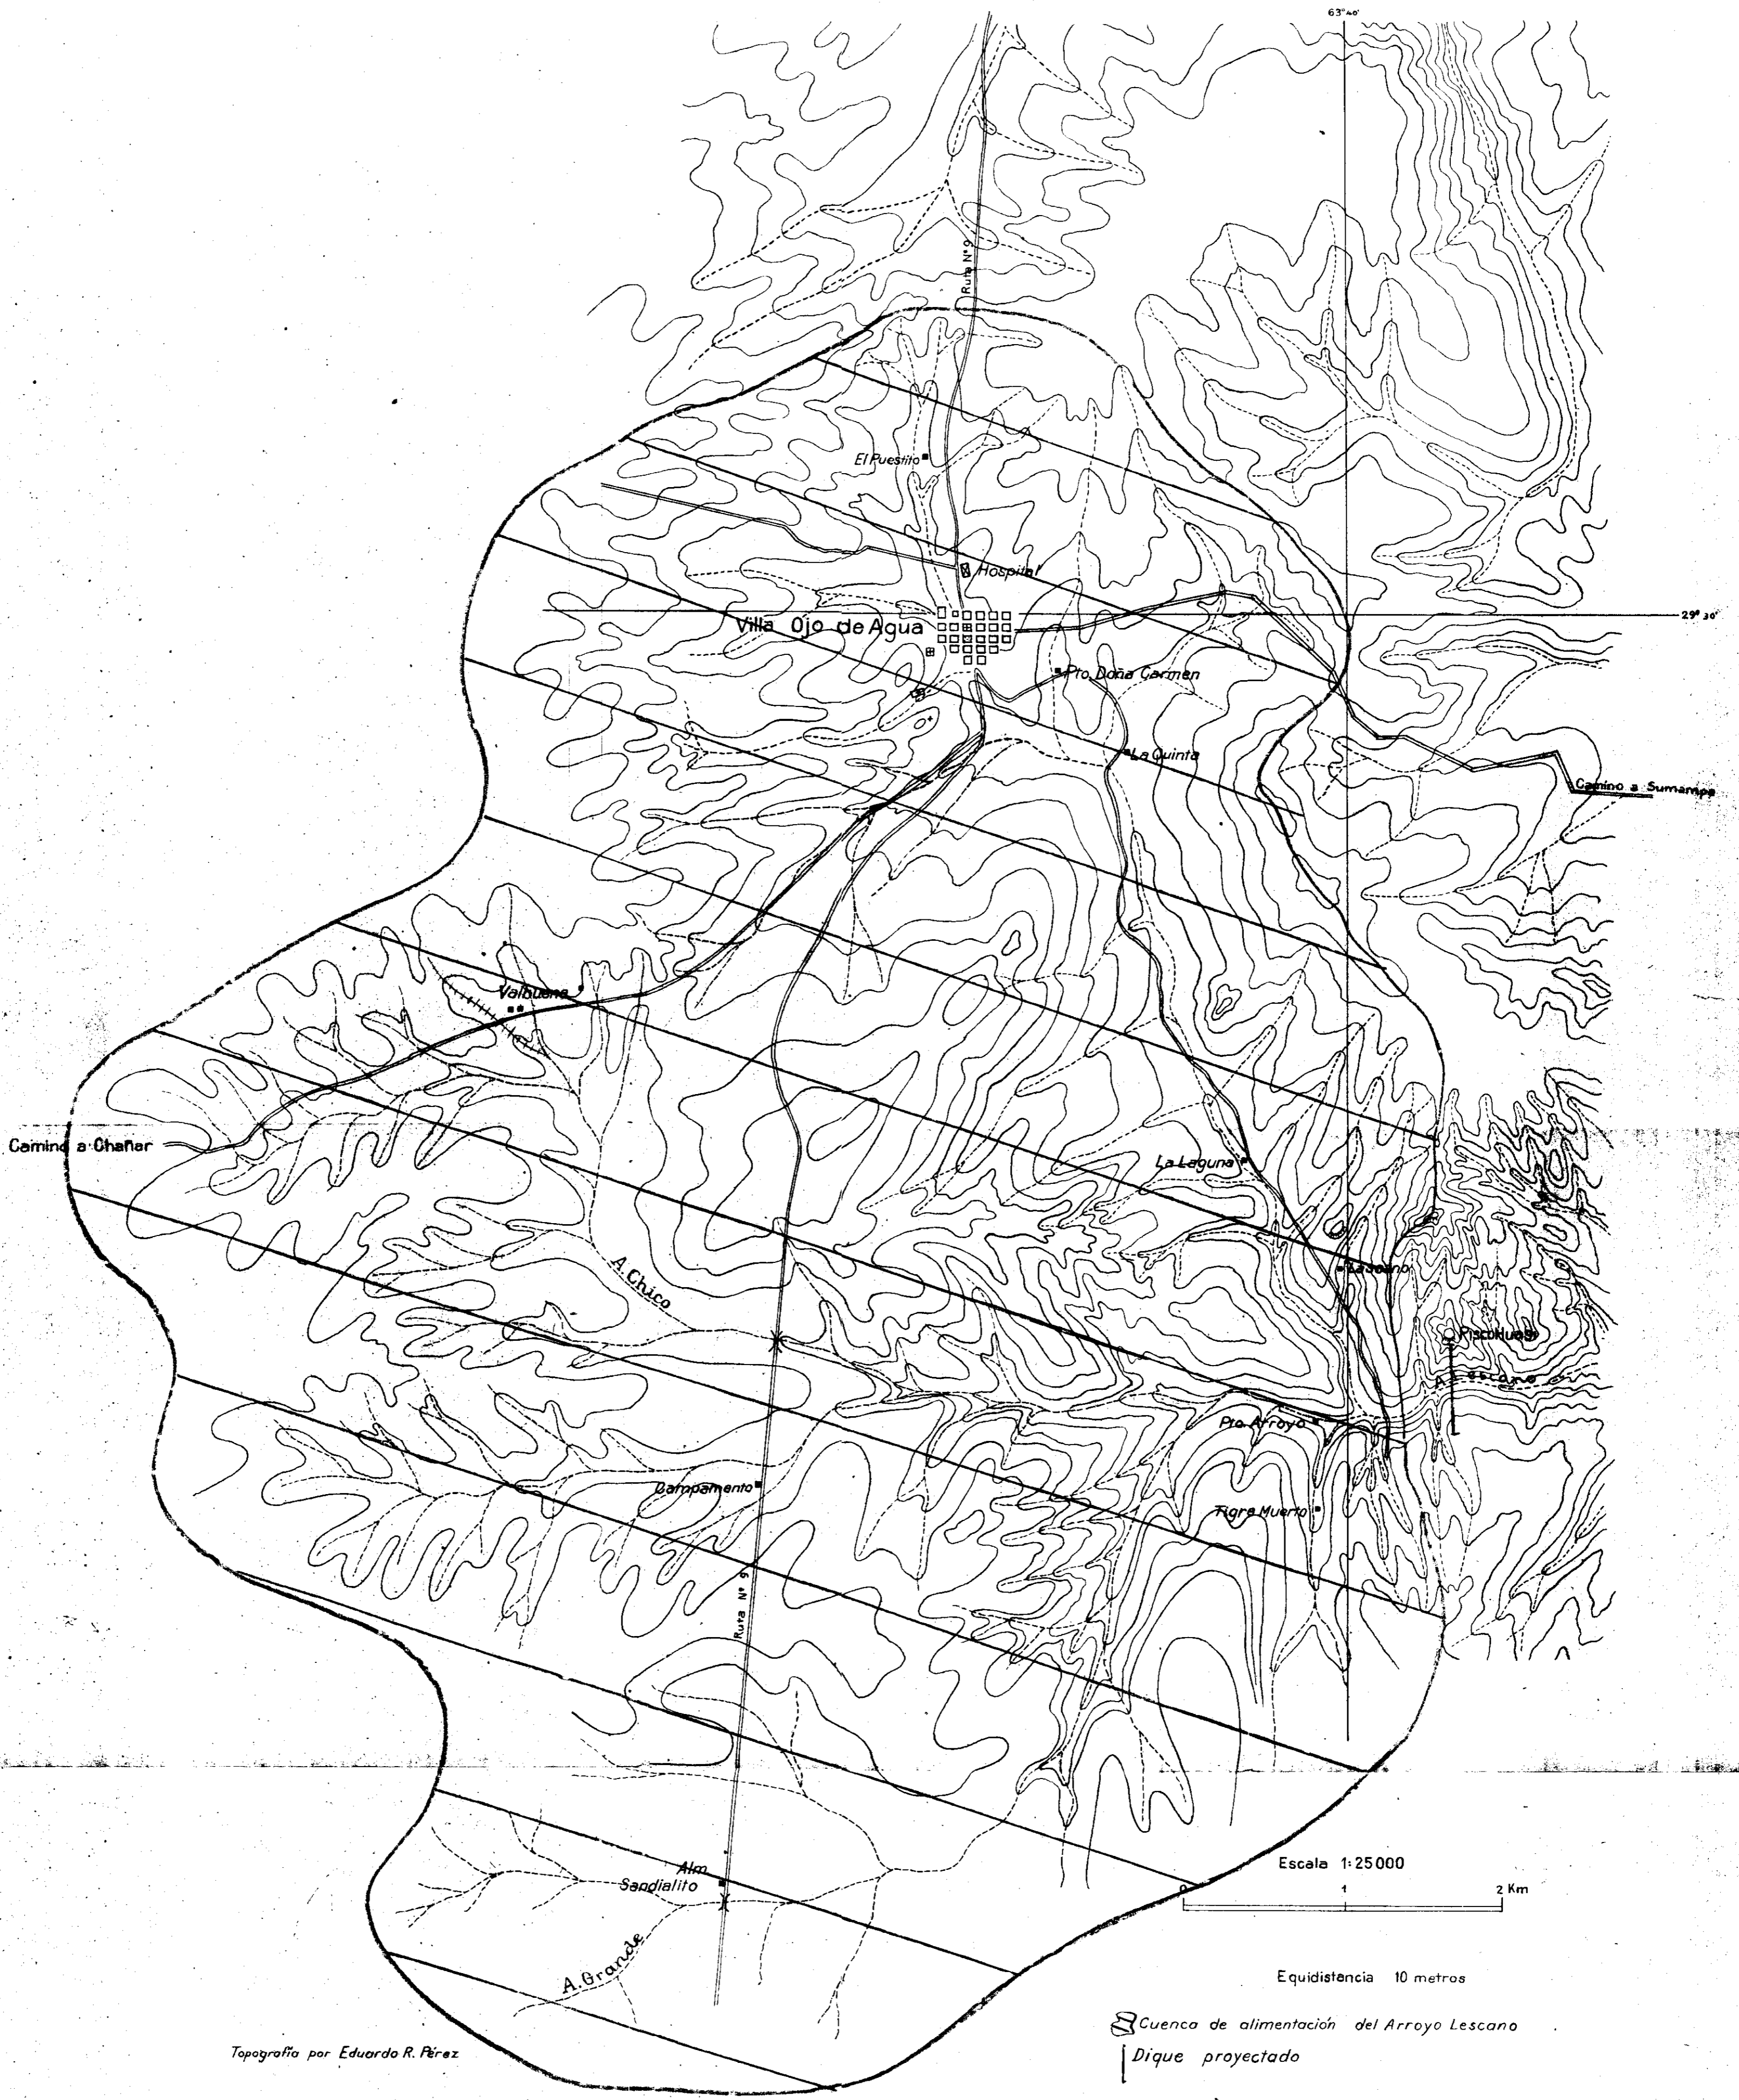 63°40'
Ruta Nº9
El Puestito
Hospital
29° 30'
Villa Ojo de Agua
Pto. Doña Carmen
La Quinta
Camino a Sumampa
Valbuena
Camino a Chañar
La Laguna
A. Chico
Lescano
Piscohuasi
A. Lescano
Pto Arroyo
Campamento
Tigre Muerto
Ruta Nº 9
Escala 1:25000
Alm
Sandialito
0 1 2 Km
A. Grande
Equidistancia 10 metros
Cuenca de alimentación del Arroyo Lescano
Topografía por Eduardo R. Pérez
Dique proyectado